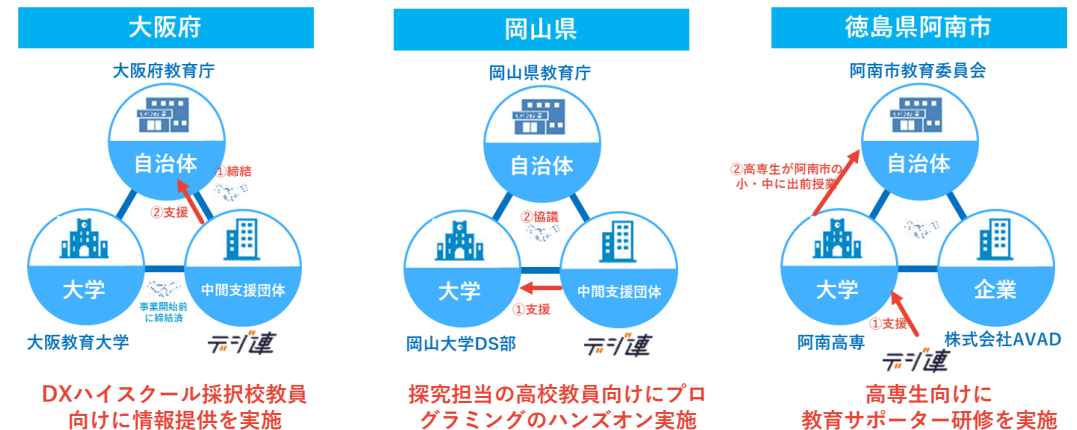 大阪府
大阪府教育庁
自治体
①締結
②支援
大学
中間支援団体
事業開始前
に締結済
大阪教育大学
デジ連
DXハイスクール採択校教員
向けに情報提供を実施
岡山県
岡山県教育庁
自治体
②協議
大学
中間支援団体
①支援
岡山大学DS部
デジ連
探究担当の高校教員向けにプロ
グラミングのハンズオン実施
徳島県阿南市
阿南市教育委員会
自治体
②高専生が阿南市の
小・中に出前授業
大学
企業
①支援
阿南高専
株式会社AVAD
デジ連
高専生向けに
教育サポーター研修を実施